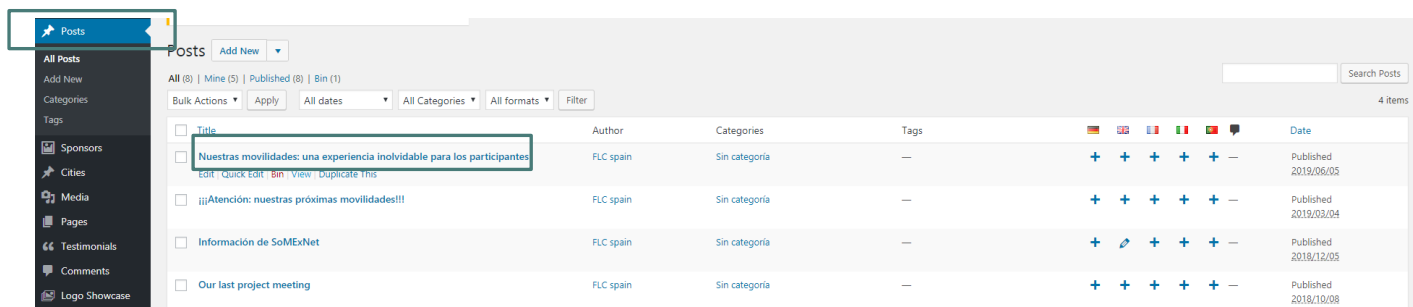 Posts
All Posts
Add New
Categories
Tags
Sponsors
Cities
Media
Pages
Testimonials
Comments
Logo Showcase
Posts Add New
All (8) | Mine (5) | Published (8) | Bin (1)
Search Posts
Bulk Actions Apply All dates All Categories All formats Filter
4 items
Title Author Categories Tags Date
Nuestras movilidades: una experiencia inolvidable para los participantes FLC spain Sin categoría — — Published
Edit | Quick Edit | Bin | View | Duplicate This 2019/06/05
¡¡¡Atención: nuestras próximas movilidades!!! FLC spain Sin categoría — — Published
2019/03/04
Información de SoMExNet FLC spain Sin categoría — — Published
2018/12/05
Our last project meeting FLC spain Sin categoría — — Published
2018/10/08